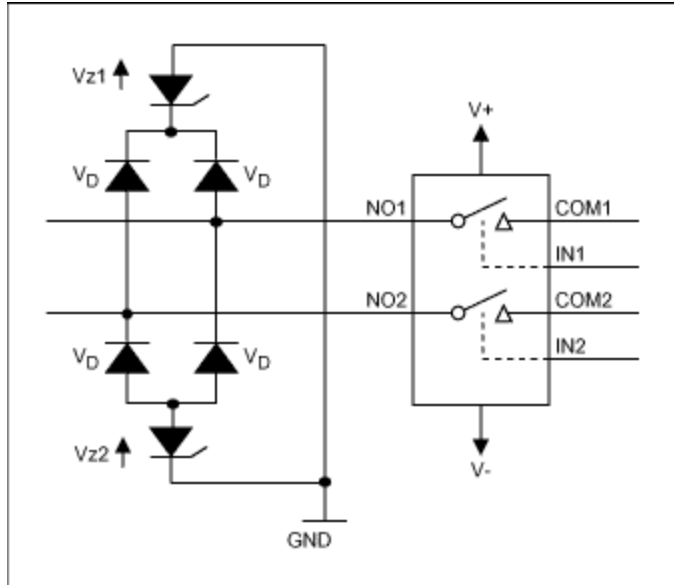 Vz1
V+
VD VD
NO1 COM1
IN1
NO2 COM2
IN2
VD VD
Vz2
V-
GND